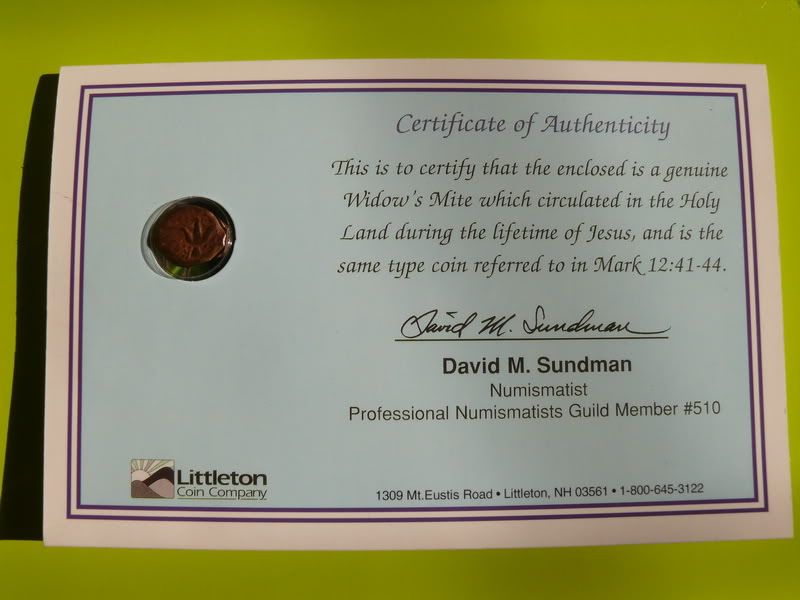 Certificate of Authenticity
This is to certify that the enclosed is a genuine
Widow's Mite which circulated in the Holy
Land during the lifetime of Jesus, and is the
same type coin referred to in Mark 12:41-44.
David M. Sundman
David M. Sundman
Numismatist
Professional Numismatists Guild Member #510
Littleton
Coin Company
1309 Mt.Eustis Road • Littleton, NH 03561 • 1-800-645-3122